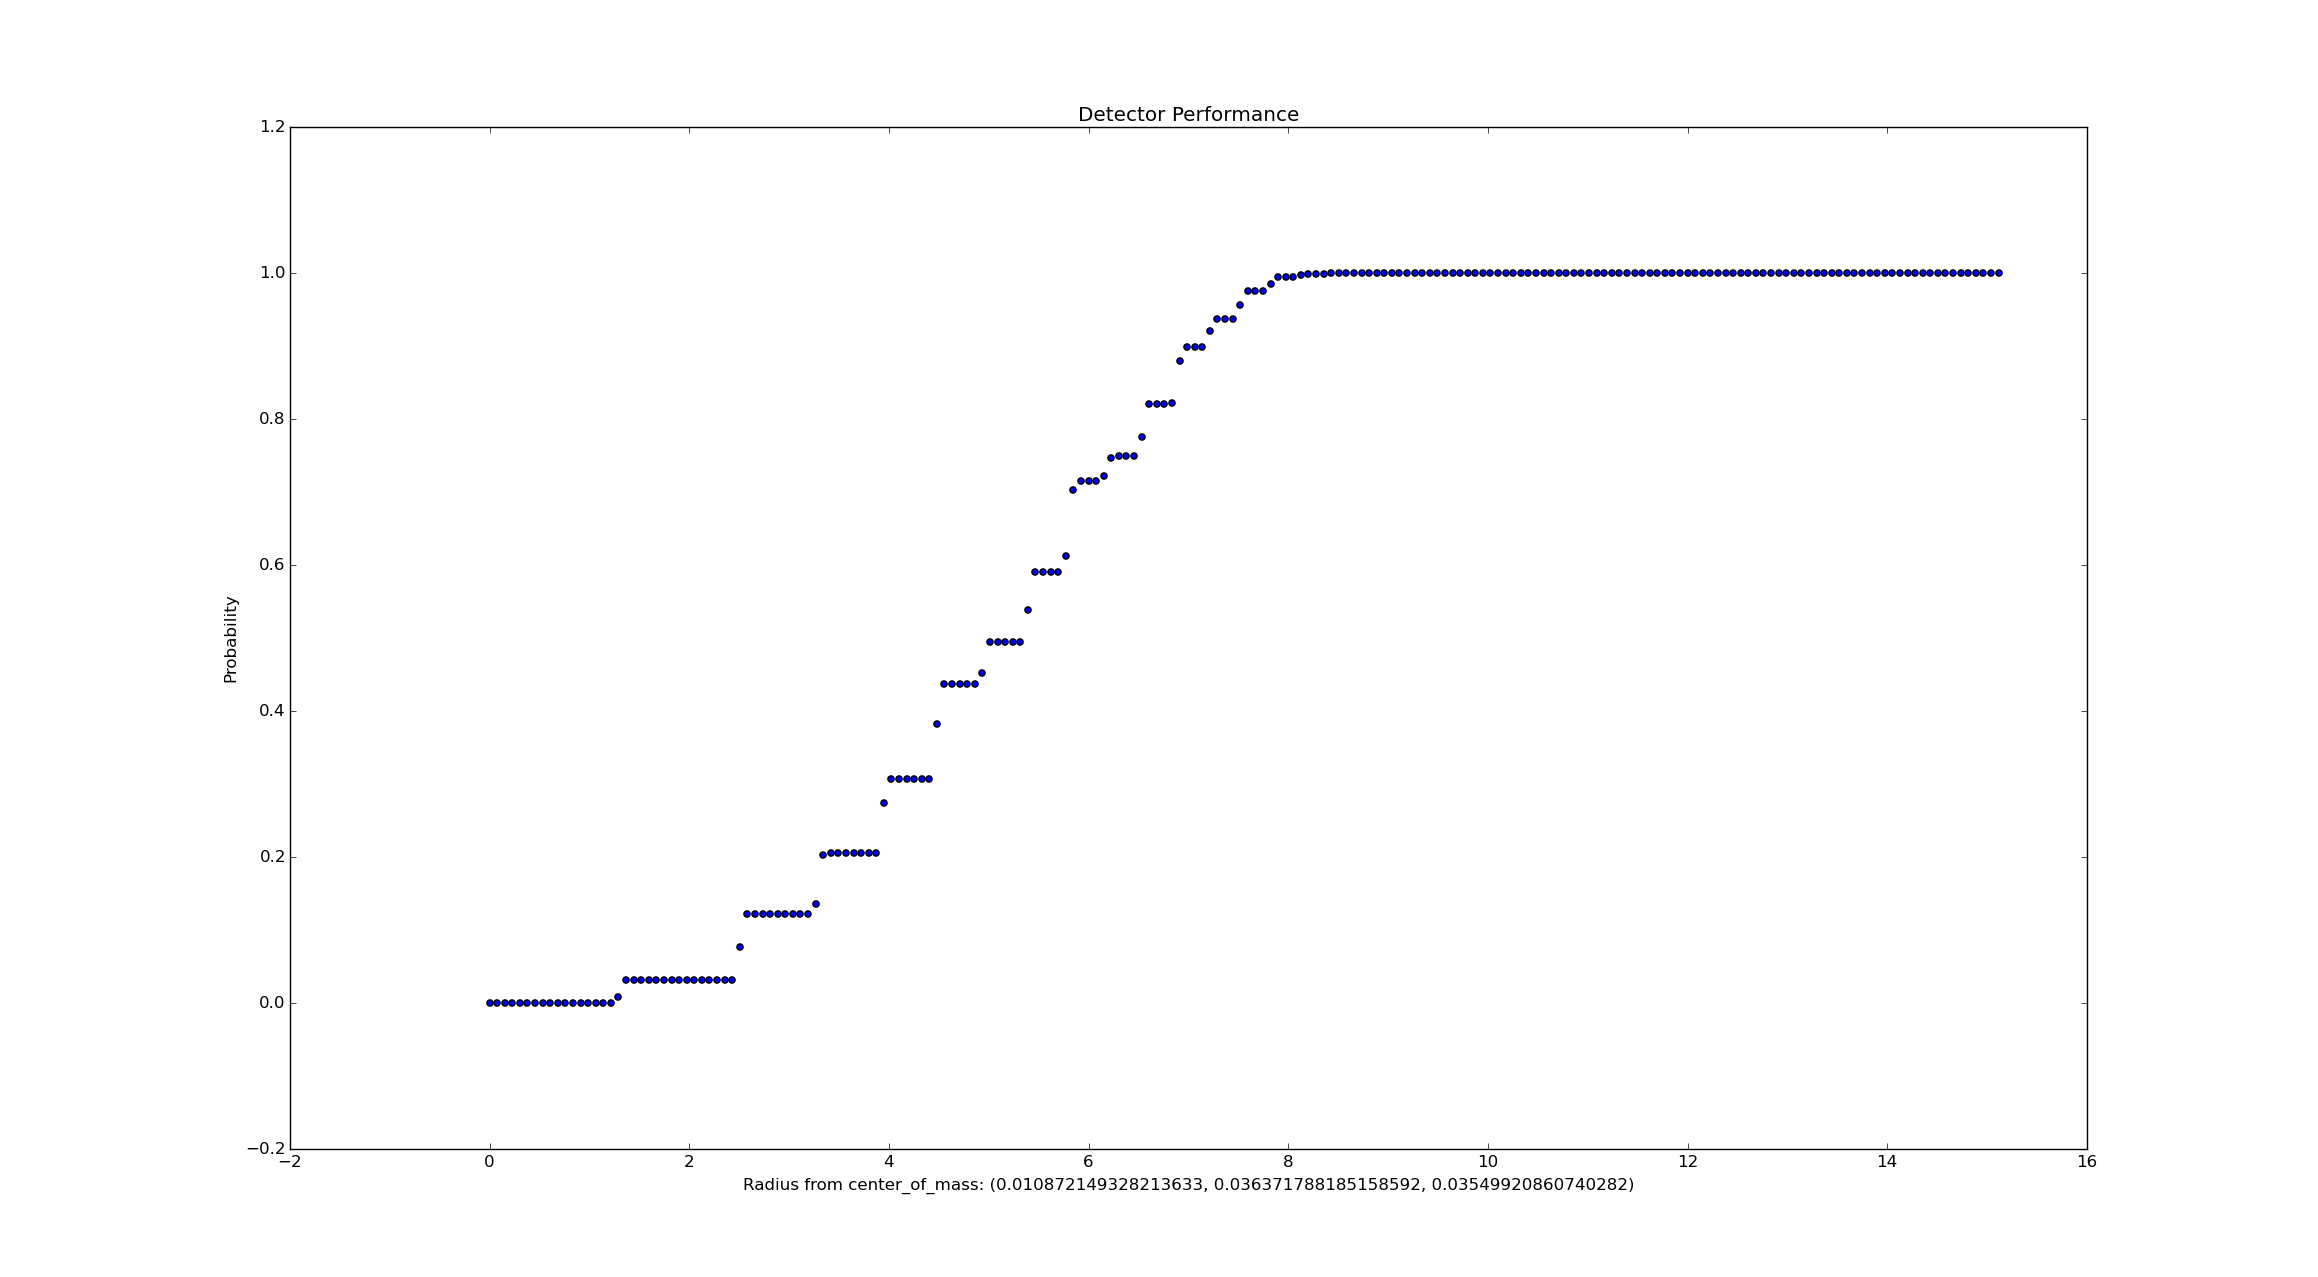 Detector Performance
1.2
1.0
0.8
0.6
0.4
0.2
0.0
−0.2
Probability
−2 0 2 4 6 8 10 12 14 16
Radius from center_of_mass: (0.010872149328213633, 0.036371788185158592, 0.03549920860740282)